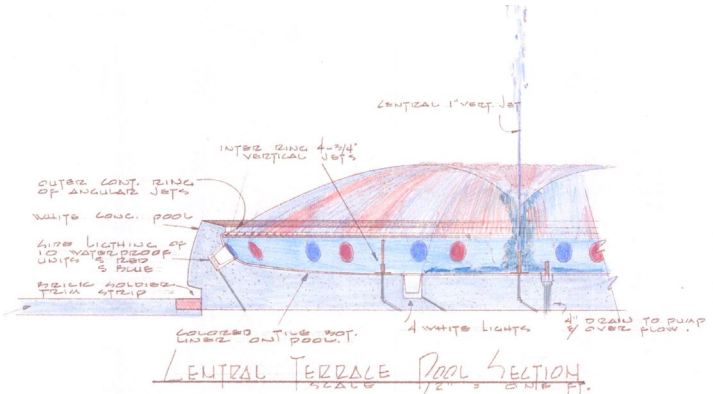 CENTRAL 1" VERT. JET
INTER RING 4-3/4"
VERTICAL JETS
OUTER CONT. RING
OF ANGULAR JETS
WHITE CONC. POOL
SIDE LIGTHING OF
10 WATERPROOF
UNITS 5 RED
5 BLUE
BRICK SOLDIER
TRIM STRIP
COLORED TILE BOT.
LINER ON POOL.
4 WHITE LIGHTS
4" DRAIN TO PUMP
& OVER FLOW.
CENTRAL TERRACE POOL SECTION
SCALE 1/2" = ONE FT.